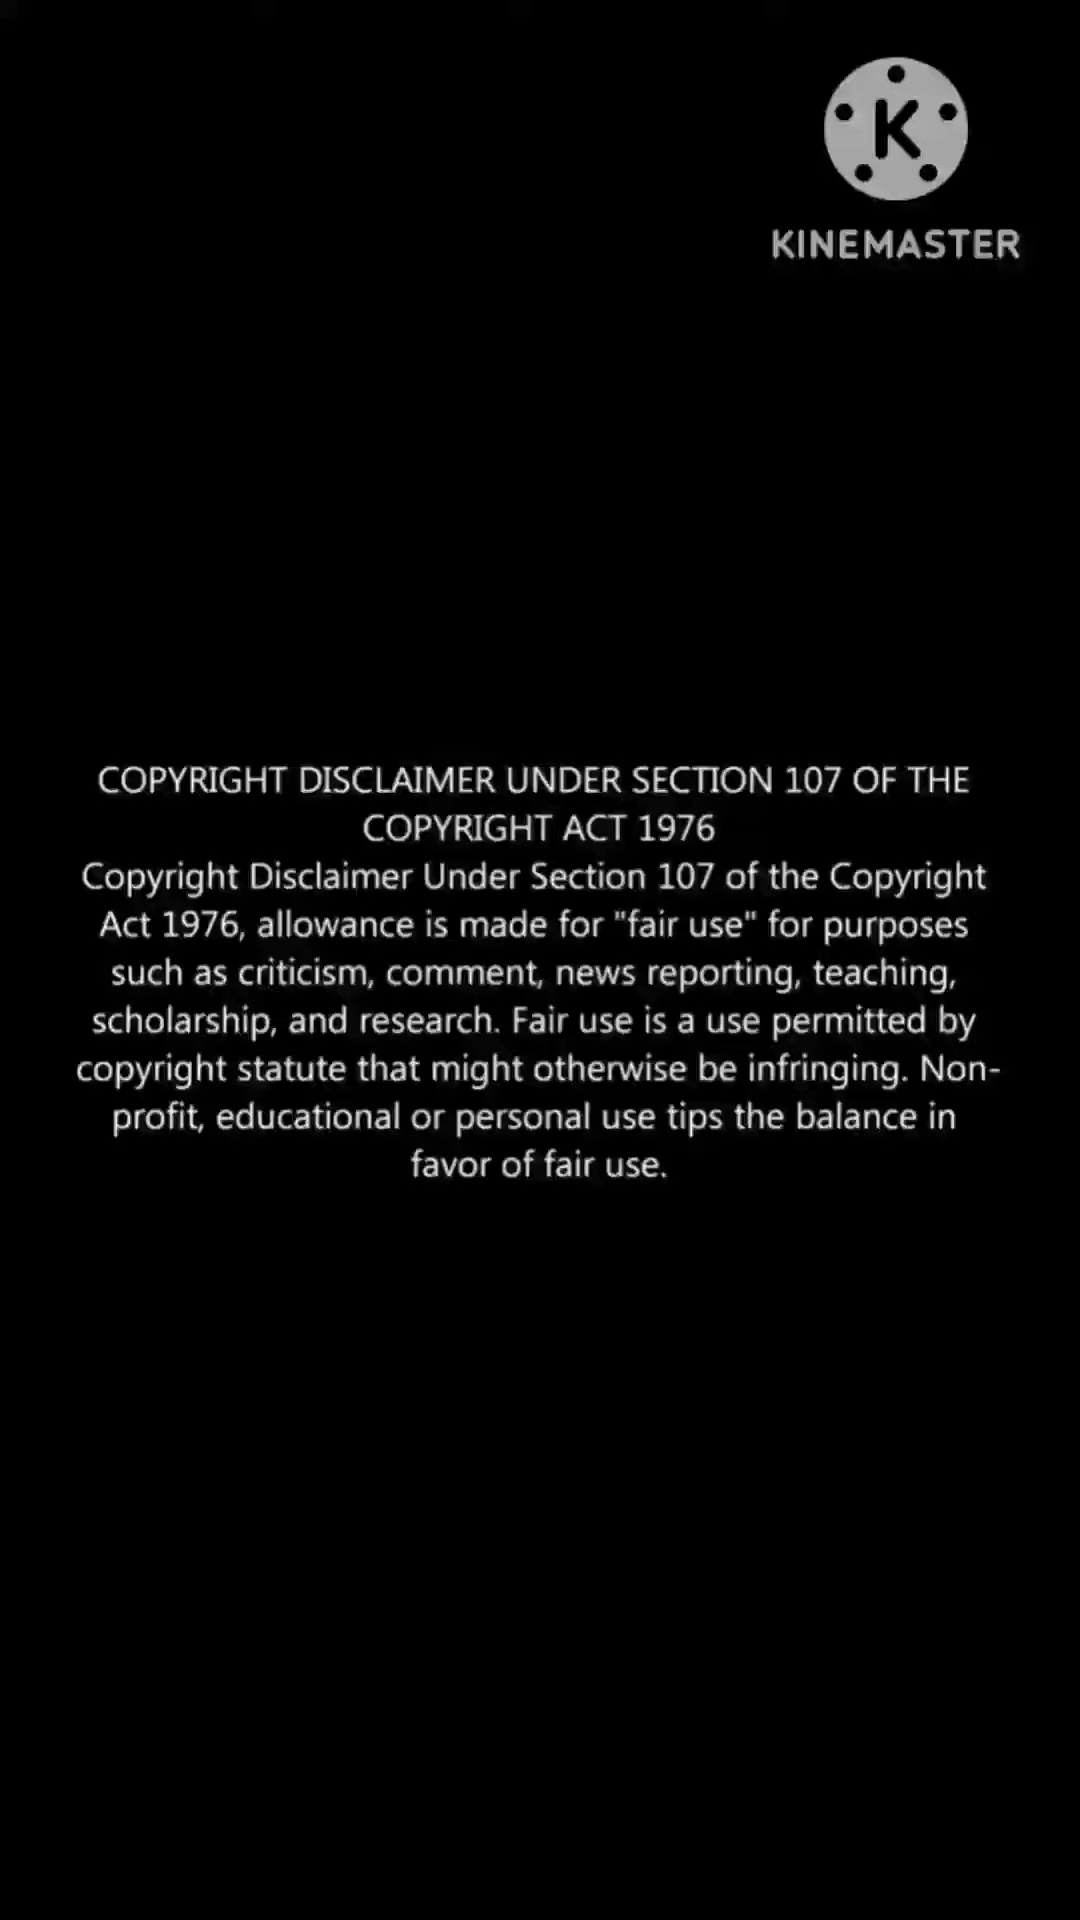 K
KINEMASTER
COPYRIGHT DISCLAIMER UNDER SECTION 107 OF THE
COPYRIGHT ACT 1976
Copyright Disclaimer Under Section 107 of the Copyright
Act 1976, allowance is made for "fair use" for purposes
such as criticism, comment, news reporting, teaching,
scholarship, and research. Fair use is a use permitted by
copyright statute that might otherwise be infringing. Non-
profit, educational or personal use tips the balance in
favor of fair use.